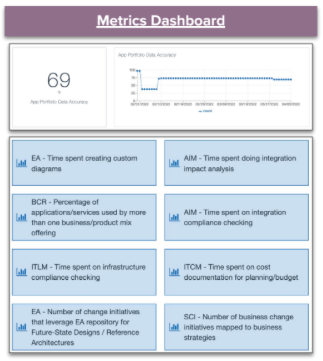 Metrics Dashboard
App Portfolio Data Accuracy
69
App Portfolio Data Accuracy
EA - Time spent creating custom
diagrams
AIM - Time spent doing integration
impact analysis
BCR - Percentage of
applications/services used by more
than one business/product mix
offering
AIM - Time spent on integration
compliance checking
ITLM - Time spent on infrastructure
compliance checking
ITCM - Time spent on cost
documentation for planning/budget
EA - Number of change initiatives
that leverage EA repository for
Future-State Designs / Reference
Architectures
SCI - Number of business change
initiatives mapped to business
strategies